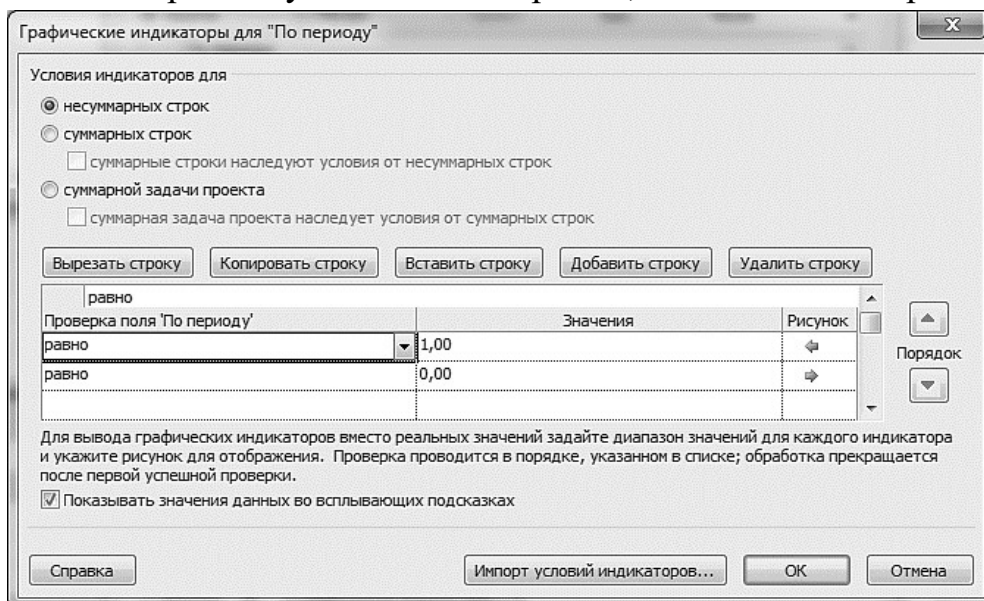 Графические индикаторы для "По периоду"
Условия индикаторов для
несуммарных строк
суммарных строк
суммарные строки наследуют условия от несуммарных строк
суммарной задачи проекта
суммарная задача проекта наследует условия от суммарных строк
Вырезать строку Копировать строку Вставить строку Добавить строку Удалить строку
равно
Проверка поля 'По периоду' Значения Рисунок
равно 1,00
Порядок
равно 0,00
Для вывода графических индикаторов вместо реальных значений задайте диапазон значений для каждого индикатора
и укажите рисунок для отображения. Проверка проводится в порядке, указанном в списке; обработка прекращается
после первой успешной проверки.
Показывать значения данных во всплывающих подсказках
Справка Импорт условий индикаторов... ОК Отмена